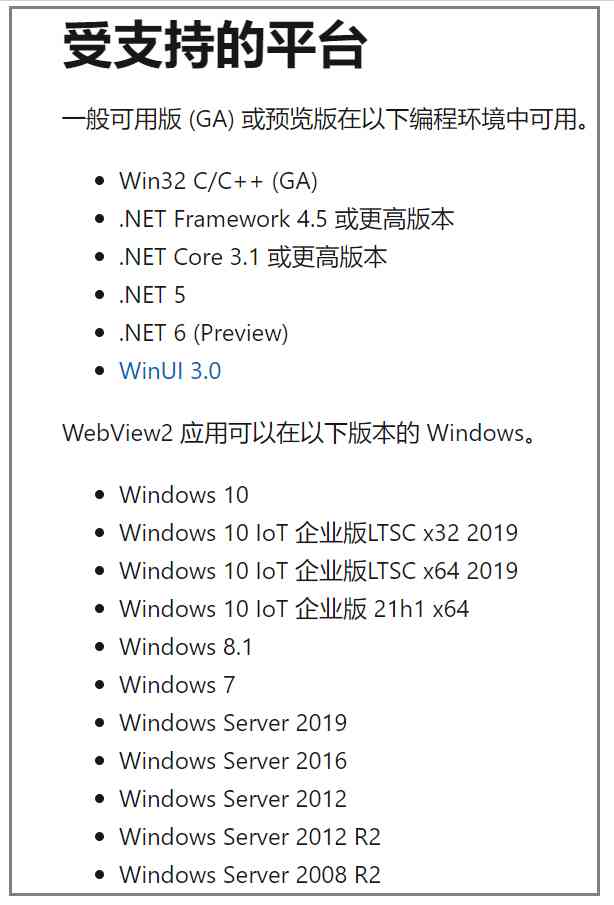 受支持的平台
一般可用版 (GA) 或预览版在以下编程环境中可用。
• Win32 C/C++ (GA)
• .NET Framework 4.5 或更高版本
• .NET Core 3.1 或更高版本
• .NET 5
• .NET 6 (Preview)
• WinUI 3.0
WebView2 应用可以在以下版本的 Windows。
• Windows 10
• Windows 10 IoT 企业版LTSC x32 2019
• Windows 10 IoT 企业版LTSC x64 2019
• Windows 10 IoT 企业版 21h1 x64
• Windows 8.1
• Windows 7
• Windows Server 2019
• Windows Server 2016
• Windows Server 2012
• Windows Server 2012 R2
• Windows Server 2008 R2